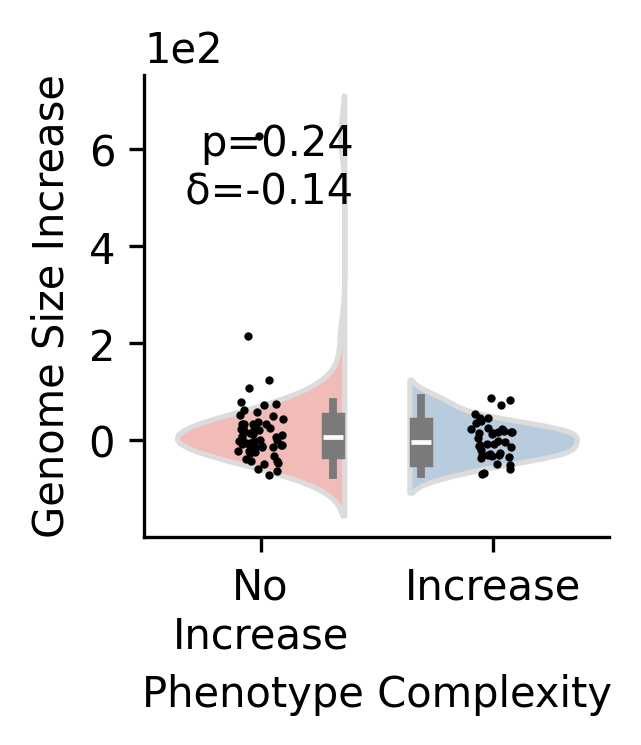 1e2
Genome Size Increase
6
4
2
0
p=0.24
δ=-0.14
No
Increase
Increase
Phenotype Complexity